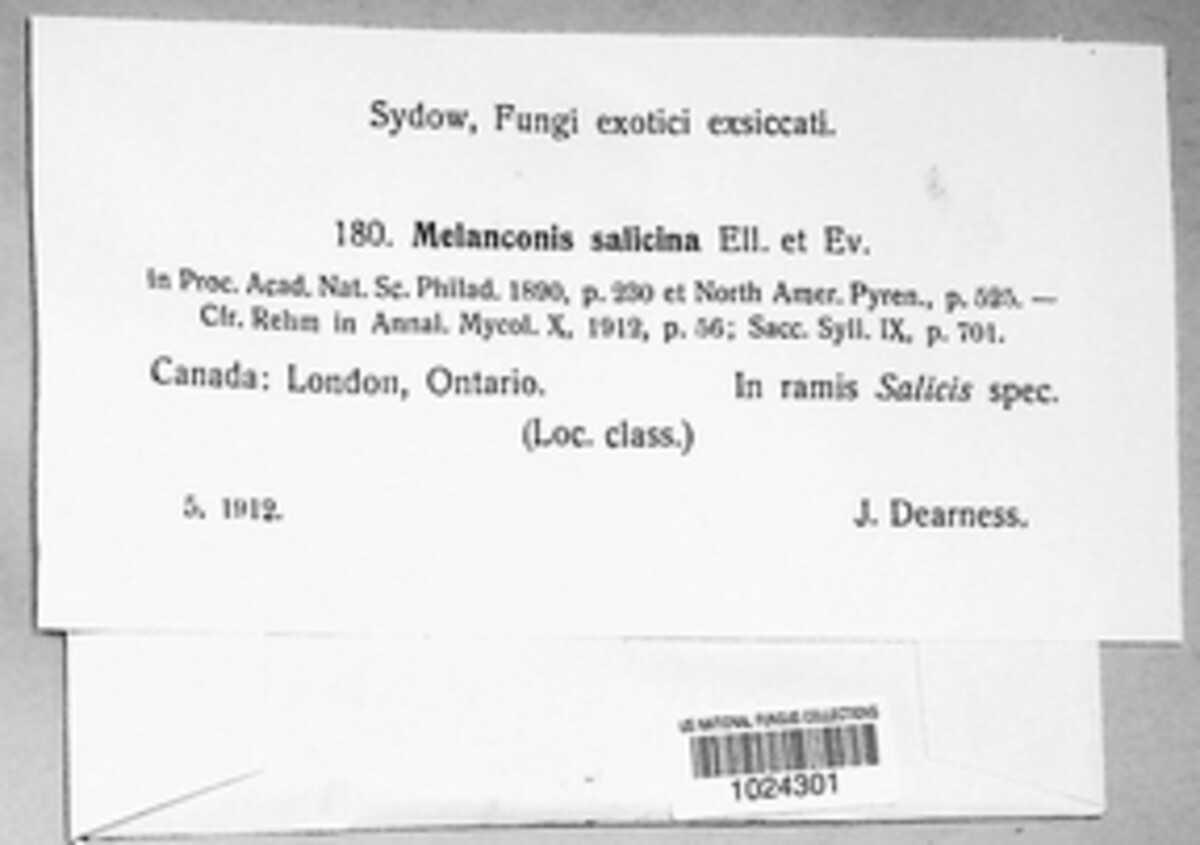 Sydow, Fungi exotici exsiccati.
180. Melanconis salicina Ell. et Ev.
in Proc. Acad. Nat. Sc. Philad. 1890, p. 230 et North Amer. Pyren., p. 525. —
Cfr. Rehm in Annal. Mycol. X, 1912, p. 56; Sacc. Syll. IX, p. 701.
Canada: London, Ontario. In ramis Salicis spec.
(Loc. class.)
5. 1912. J. Dearness.
US NATIONAL FUNGUS COLLECTIONS
1024301